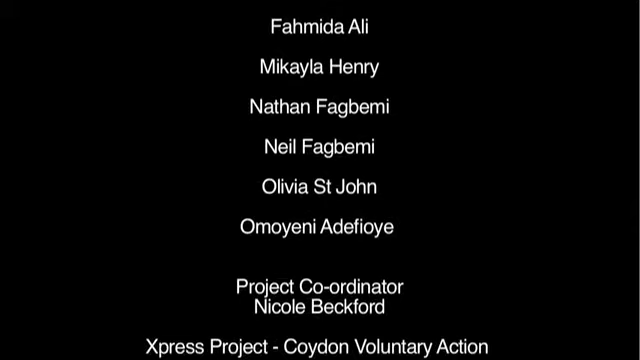 Fahmida Ali
Mikayla Henry
Nathan Fagbemi
Neil Fagbemi
Olivia St John
Omoyeni Adefioye
Project Co-ordinator
Nicole Beckford
Xpress Project - Coydon Voluntary Action